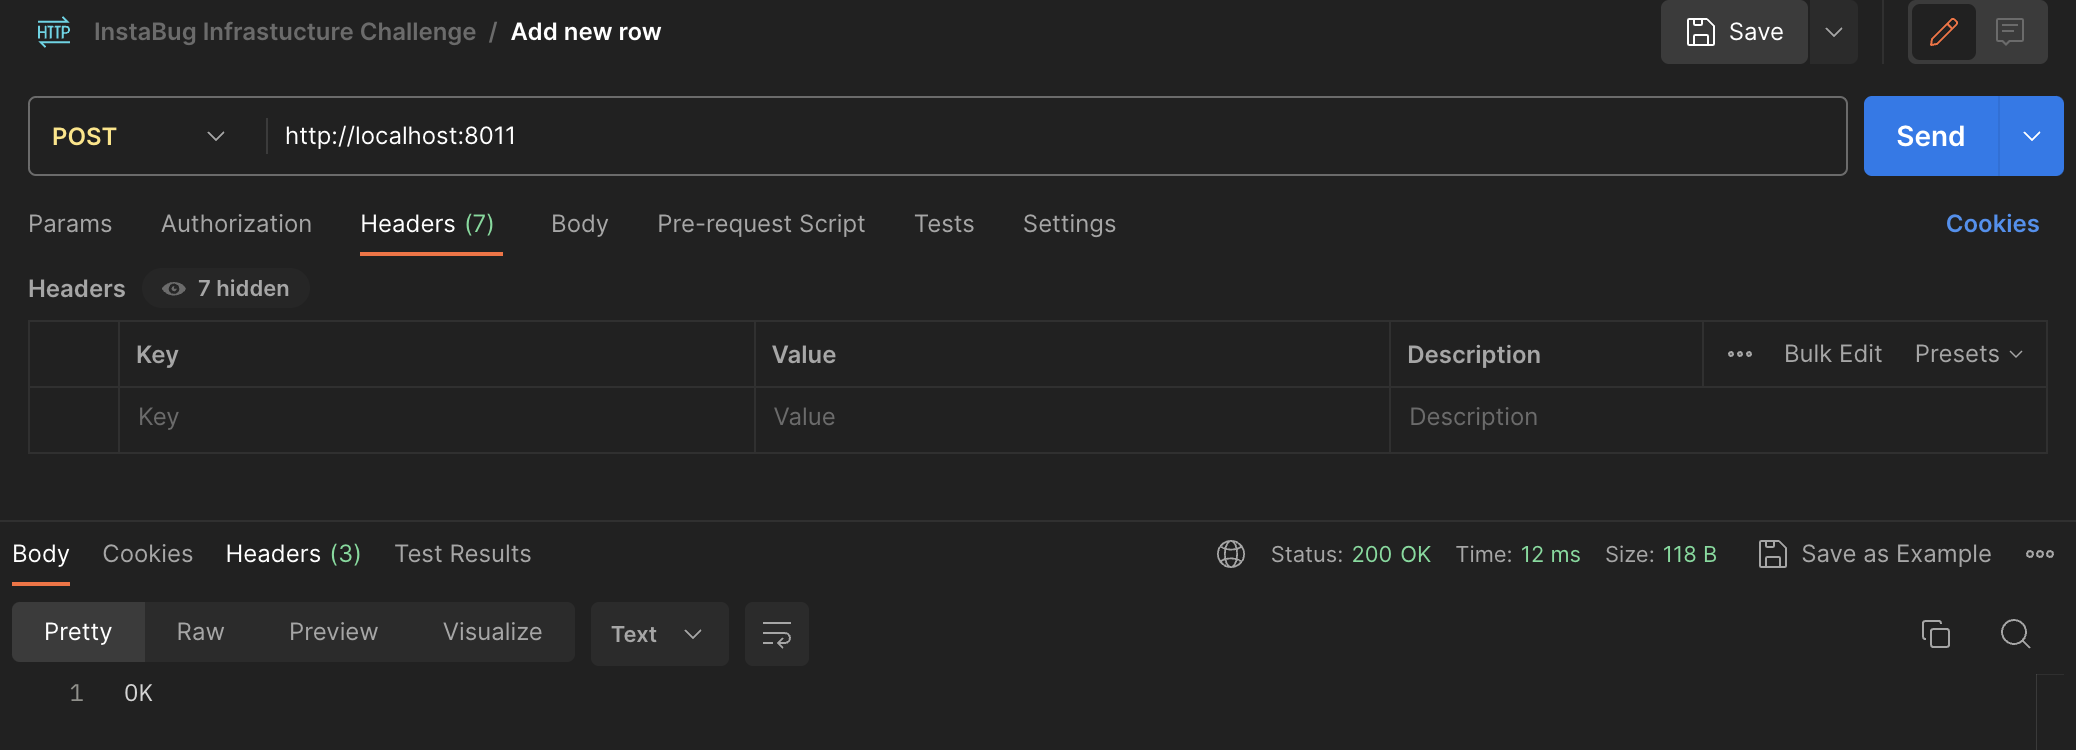 HTTP InstaBug Infrastucture Challenge / Add new row Save
POST http://localhost:8011 Send
Params Authorization Headers (7) Body Pre-request Script Tests Settings Cookies
Headers 7 hidden
Key Value Description Bulk Edit Presets
Key Value Description
Body Cookies Headers (3) Test Results Status: 200 OK Time: 12 ms Size: 118 B Save as Example
Pretty Raw Preview Visualize Text
1 OK